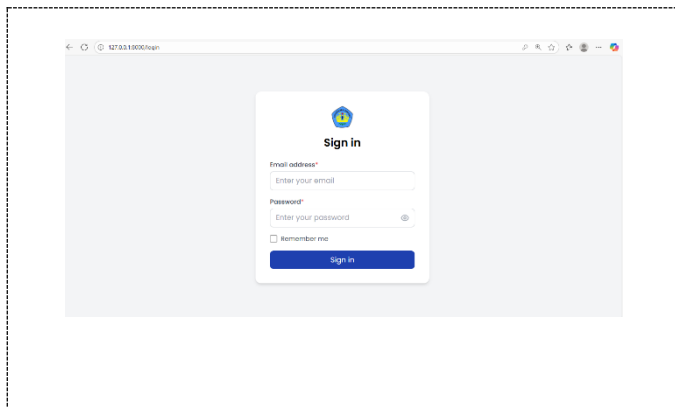 127.0.0.1:8000/login
Sign in
Email address*
Enter your email
Password*
Enter your password
Remember me
Sign in